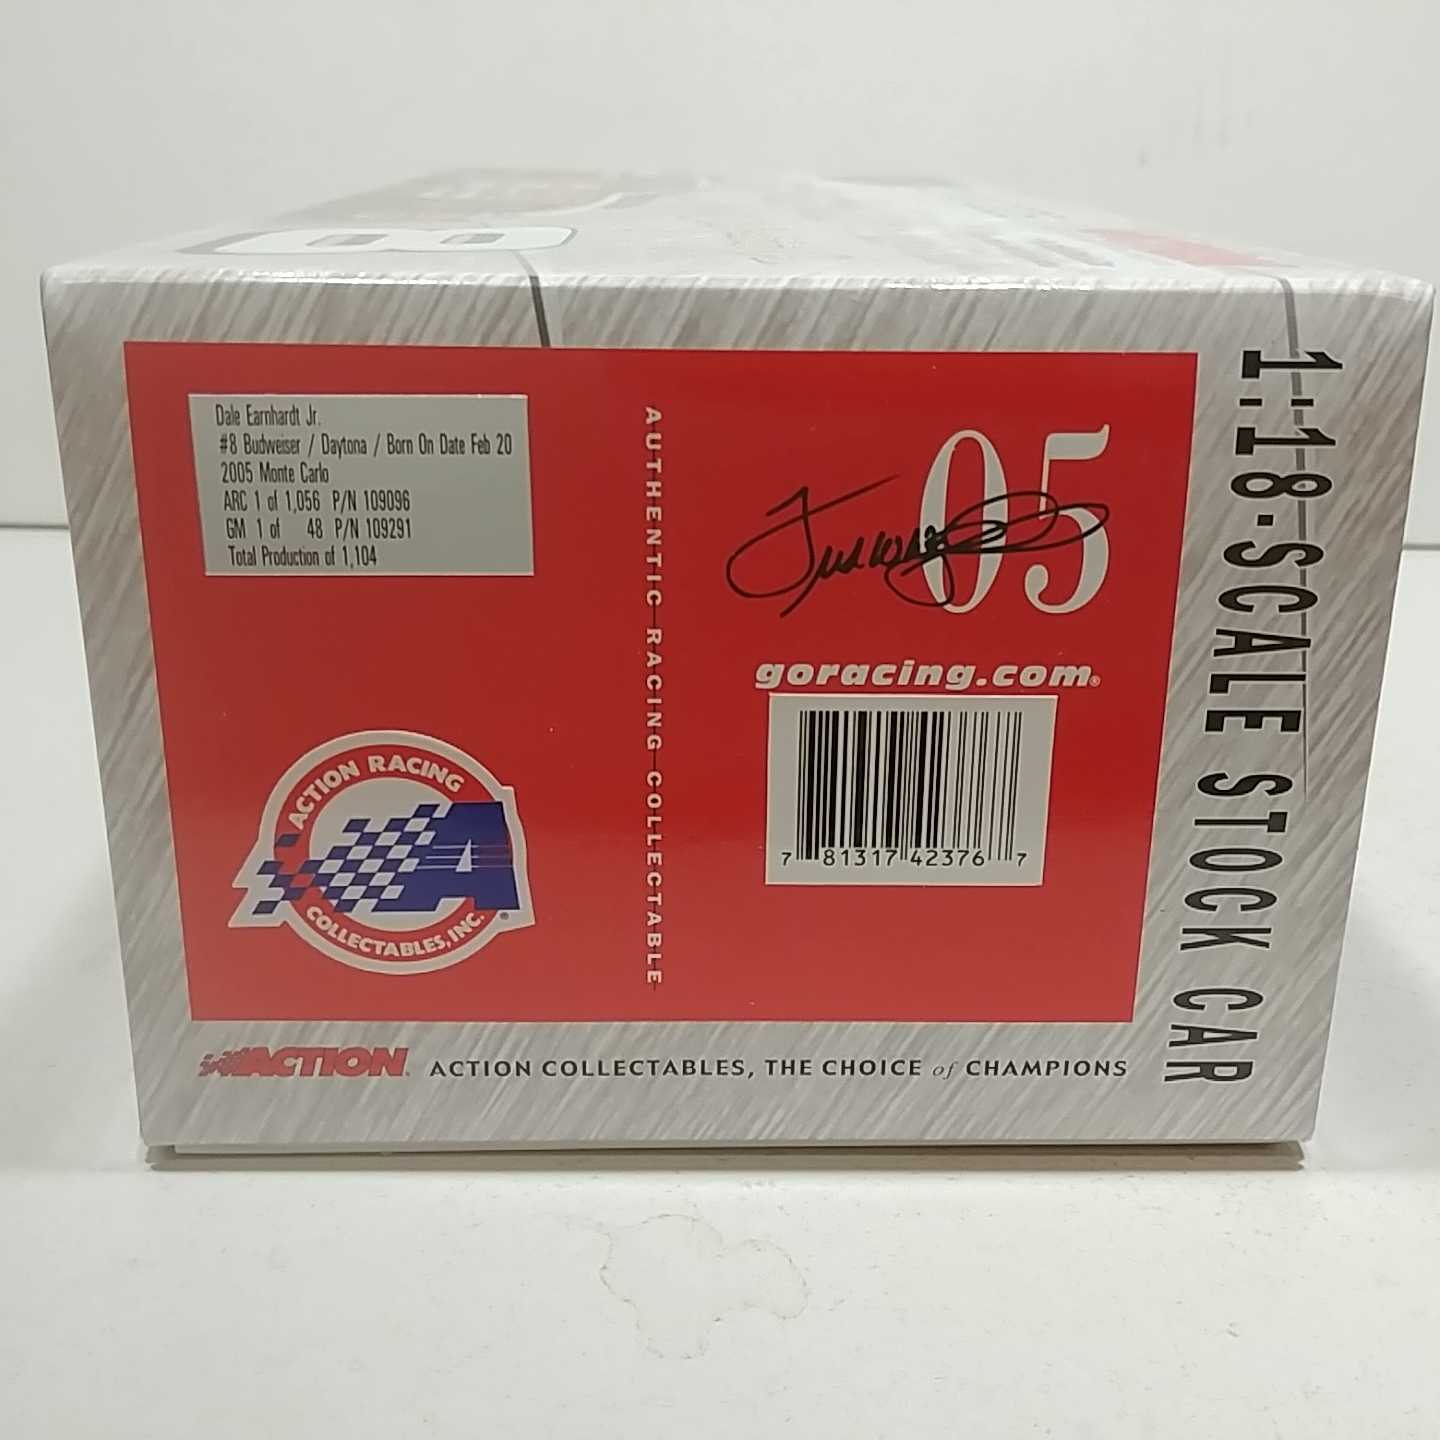 8
Dale Earnhardt Jr.
#8 Budweiser / Daytona / Born On Date Feb 20
2005 Monte Carlo
ARC 1 of 1,056 P/N 109096
GM 1 of 48 P/N 109291
Total Production of 1,104
AUTHENTIC RACING COLLECTABLE
05
goracing.com®
7 81317 42376 7
ACTION RACING
COLLECTABLES, INC.
A
®
1:18-SCALE STOCK CAR
ACTION
ACTION COLLECTABLES, THE CHOICE of CHAMPIONS